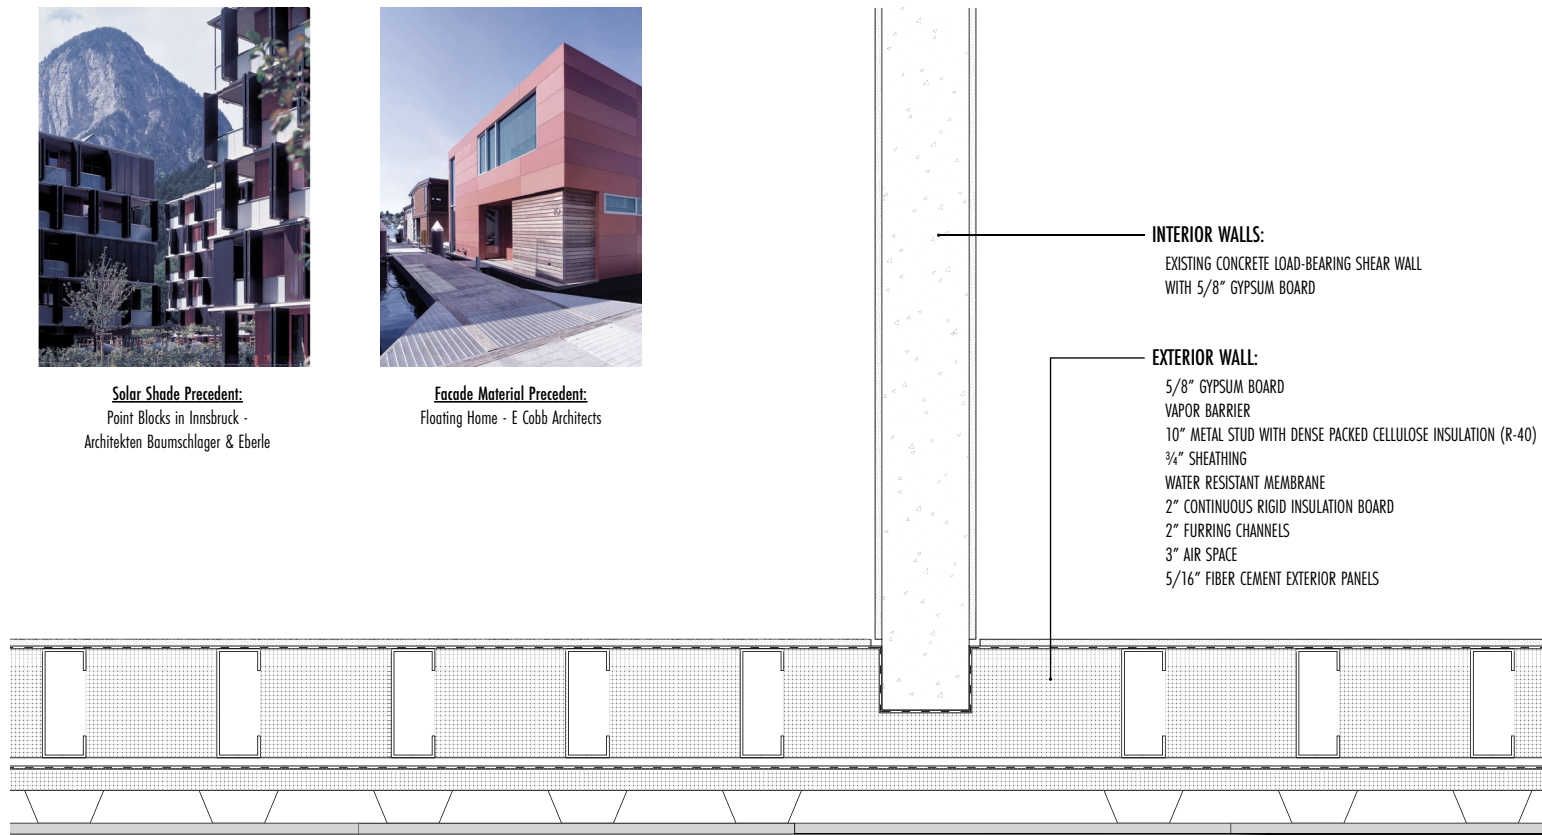 Solar Shade Precedent:
Point Blocks in Innsbruck -
Architekten Baumschlager & Eberle
Facade Material Precedent:
Floating Home - E Cobb Architects
INTERIOR WALLS:
EXISTING CONCRETE LOAD-BEARING SHEAR WALL
WITH 5/8” GYPSUM BOARD
EXTERIOR WALL:
5/8” GYPSUM BOARD
VAPOR BARRIER
10” METAL STUD WITH DENSE PACKED CELLULOSE INSULATION (R-40)
¾” SHEATHING
WATER RESISTANT MEMBRANE
2” CONTINUOUS RIGID INSULATION BOARD
2” FURRING CHANNELS
3” AIR SPACE
5/16” FIBER CEMENT EXTERIOR PANELS